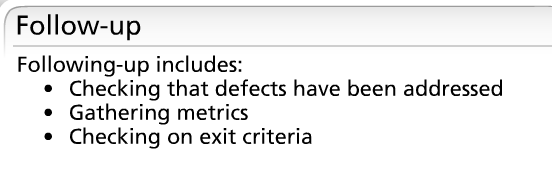 Follow-up
Following-up includes:
• Checking that defects have been addressed
• Gathering metrics
• Checking on exit criteria